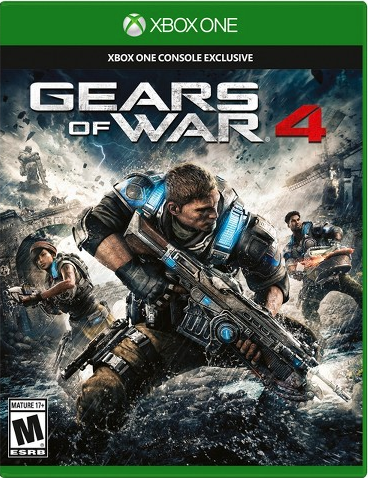 XBOX ONE
XBOX ONE CONSOLE EXCLUSIVE
GEARS
OF WAR 4
MATURE 17+
M
ESRB